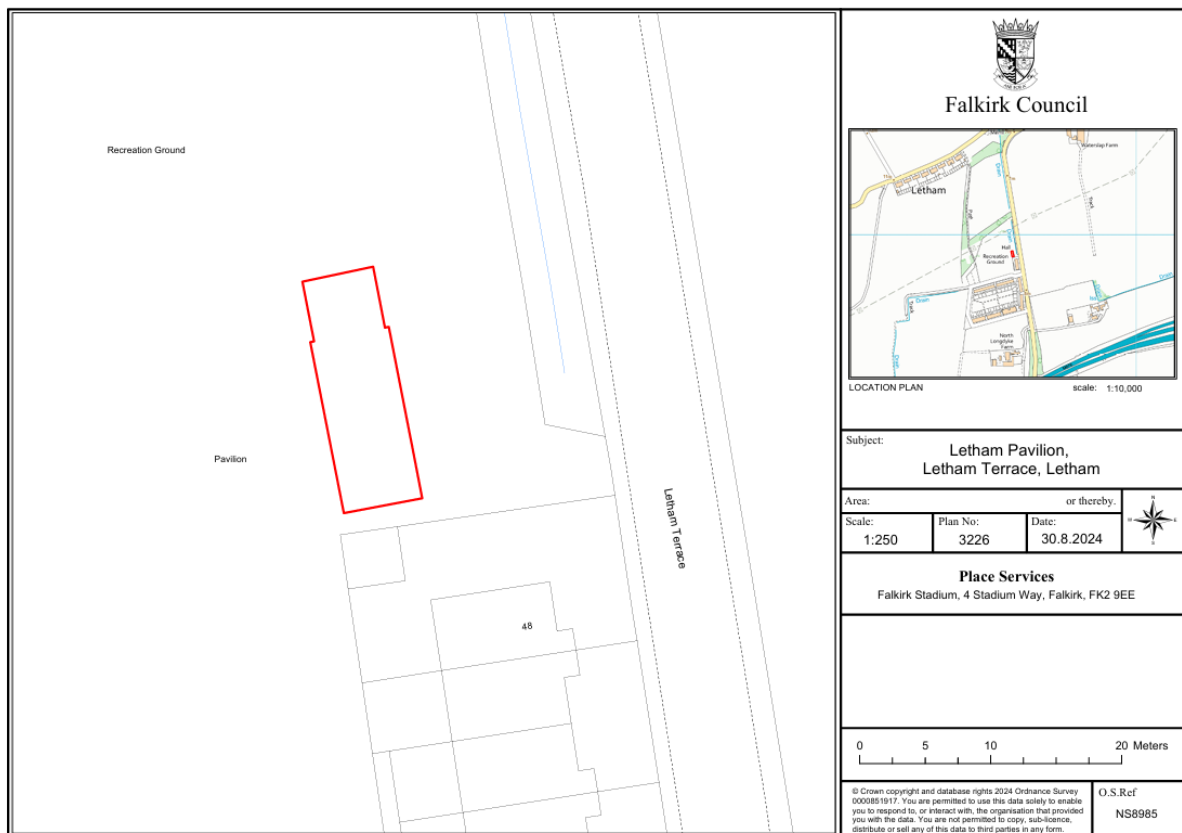 Recreation Ground
Pavilion
Letham Terrace
48
Falkirk Council
Waterslap Farm
Letham
Drain
Path
Track
Drain
Hall
Recreation
Ground
Drain
Track
Drain
Drain
North
Longdyke
Farm
LOCATION PLAN
scale: 1:10,000
Subject:
Letham Pavilion,
Letham Terrace, Letham
Area:
or thereby.
Scale:
1:250
Plan No:
3226
Date:
30.8.2024
N
W
E
S
Place Services
Falkirk Stadium, 4 Stadium Way, Falkirk, FK2 9EE
0 5 10 20 Meters
© Crown copyright and database rights 2024 Ordnance Survey
0000851917. You are permitted to use this data solely to enable
you to respond to, or interact with, the organisation that provided
you with the data. You are not permitted to copy, sub-licence,
distribute or sell any of this data to third parties in any form.
O.S.Ref
NS8985